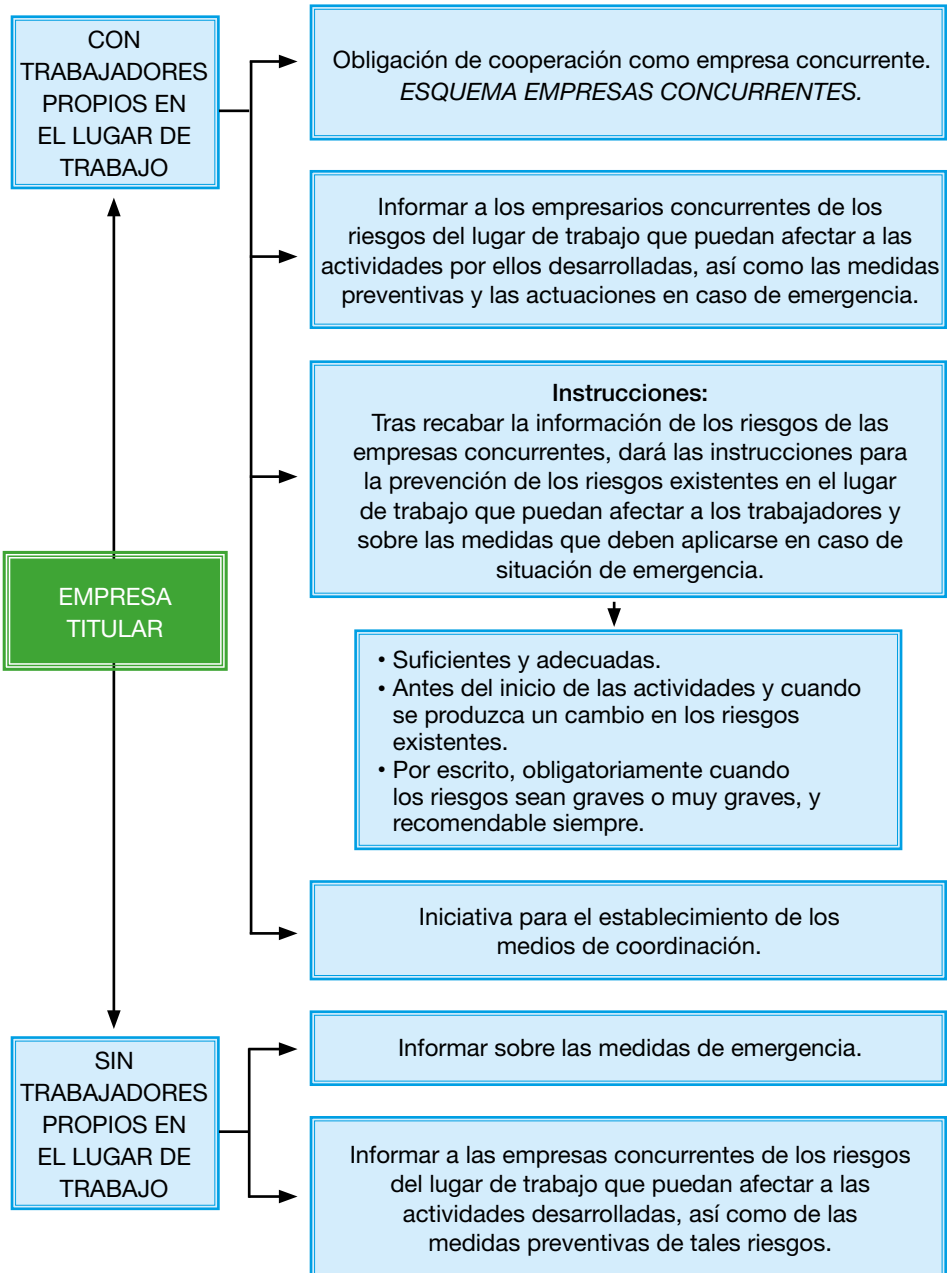 CON
TRABAJADORES
PROPIOS EN
EL LUGAR DE
TRABAJO
Obligación de cooperación como empresa concurrente.
ESQUEMA EMPRESAS CONCURRENTES.
Informar a los empresarios concurrentes de los
riesgos del lugar de trabajo que puedan afectar a las
actividades por ellos desarrolladas, así como las medidas
preventivas y las actuaciones en caso de emergencia.
Instrucciones:
Tras recabar la información de los riesgos de las
empresas concurrentes, dará las instrucciones para
la prevención de los riesgos existentes en el lugar
de trabajo que puedan afectar a los trabajadores y
sobre las medidas que deben aplicarse en caso de
situación de emergencia.
EMPRESA
TITULAR
• Suficientes y adecuadas.
• Antes del inicio de las actividades y cuando
se produzca un cambio en los riesgos
existentes.
• Por escrito, obligatoriamente cuando
los riesgos sean graves o muy graves, y
recomendable siempre.
Iniciativa para el establecimiento de los
medios de coordinación.
SIN
TRABAJADORES
PROPIOS EN
EL LUGAR DE
TRABAJO
Informar sobre las medidas de emergencia.
Informar a las empresas concurrentes de los riesgos
del lugar de trabajo que puedan afectar a las
actividades desarrolladas, así como de las
medidas preventivas de tales riesgos.